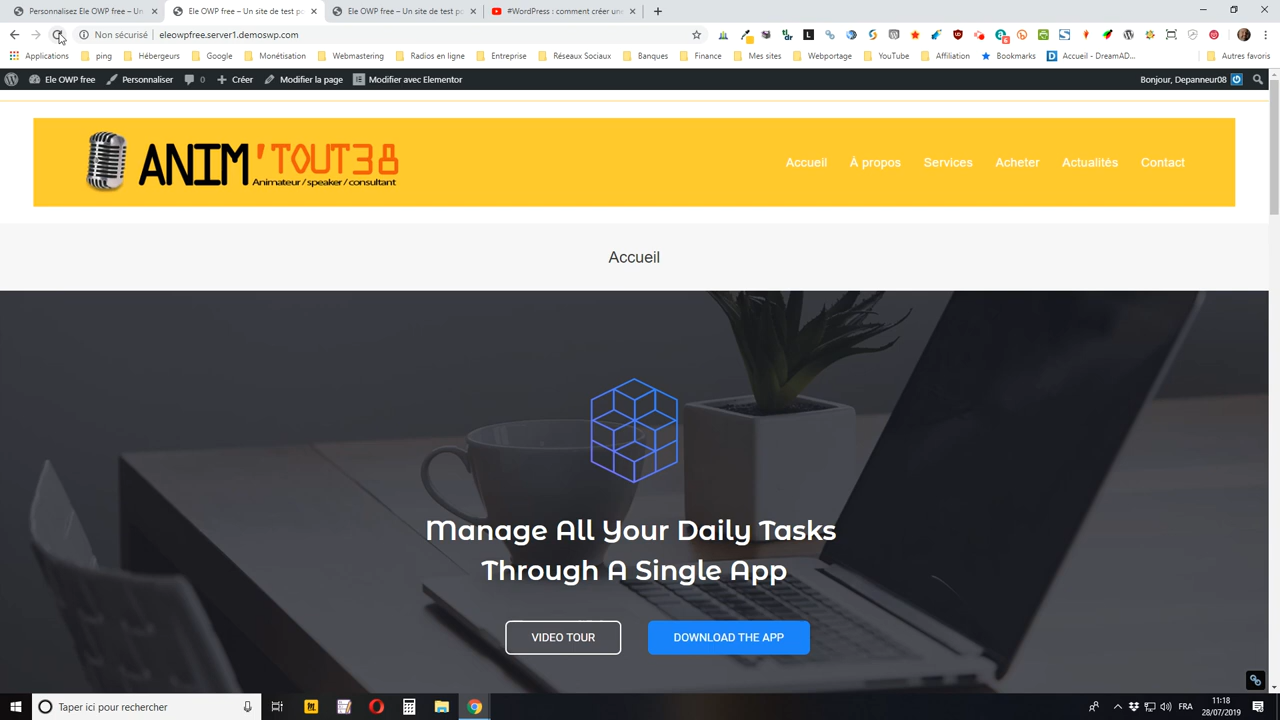 Personnalisez Ele OWP free – Un
Ele OWP free – Un site de test po
Ele OWP free – Un site de test po
#WordPress : comment créer une
Non sécurisé
eleowpfree.server1.demoswp.com
Applications
ping
Hébergeurs
Google
Monétisation
Webmastering
Radios en ligne
Entreprise
Réseaux Sociaux
Banques
Finance
Mes sites
Webportage
YouTube
Affiliation
Bookmarks
Accueil - DreamAD...
Autres favoris
Ele OWP free
Personnaliser
0
Créer
Modifier la page
Modifier avec Elementor
Bonjour, Depanneur08
ANIM'TOUT38
Animateur/speaker/consultant
Accueil
À propos
Services
Acheter
Actualités
Contact
Accueil
Manage All Your Daily Tasks
Through A Single App
VIDEO TOUR
DOWNLOAD THE APP
Taper ici pour rechercher
FRA
11:18
28/07/2019